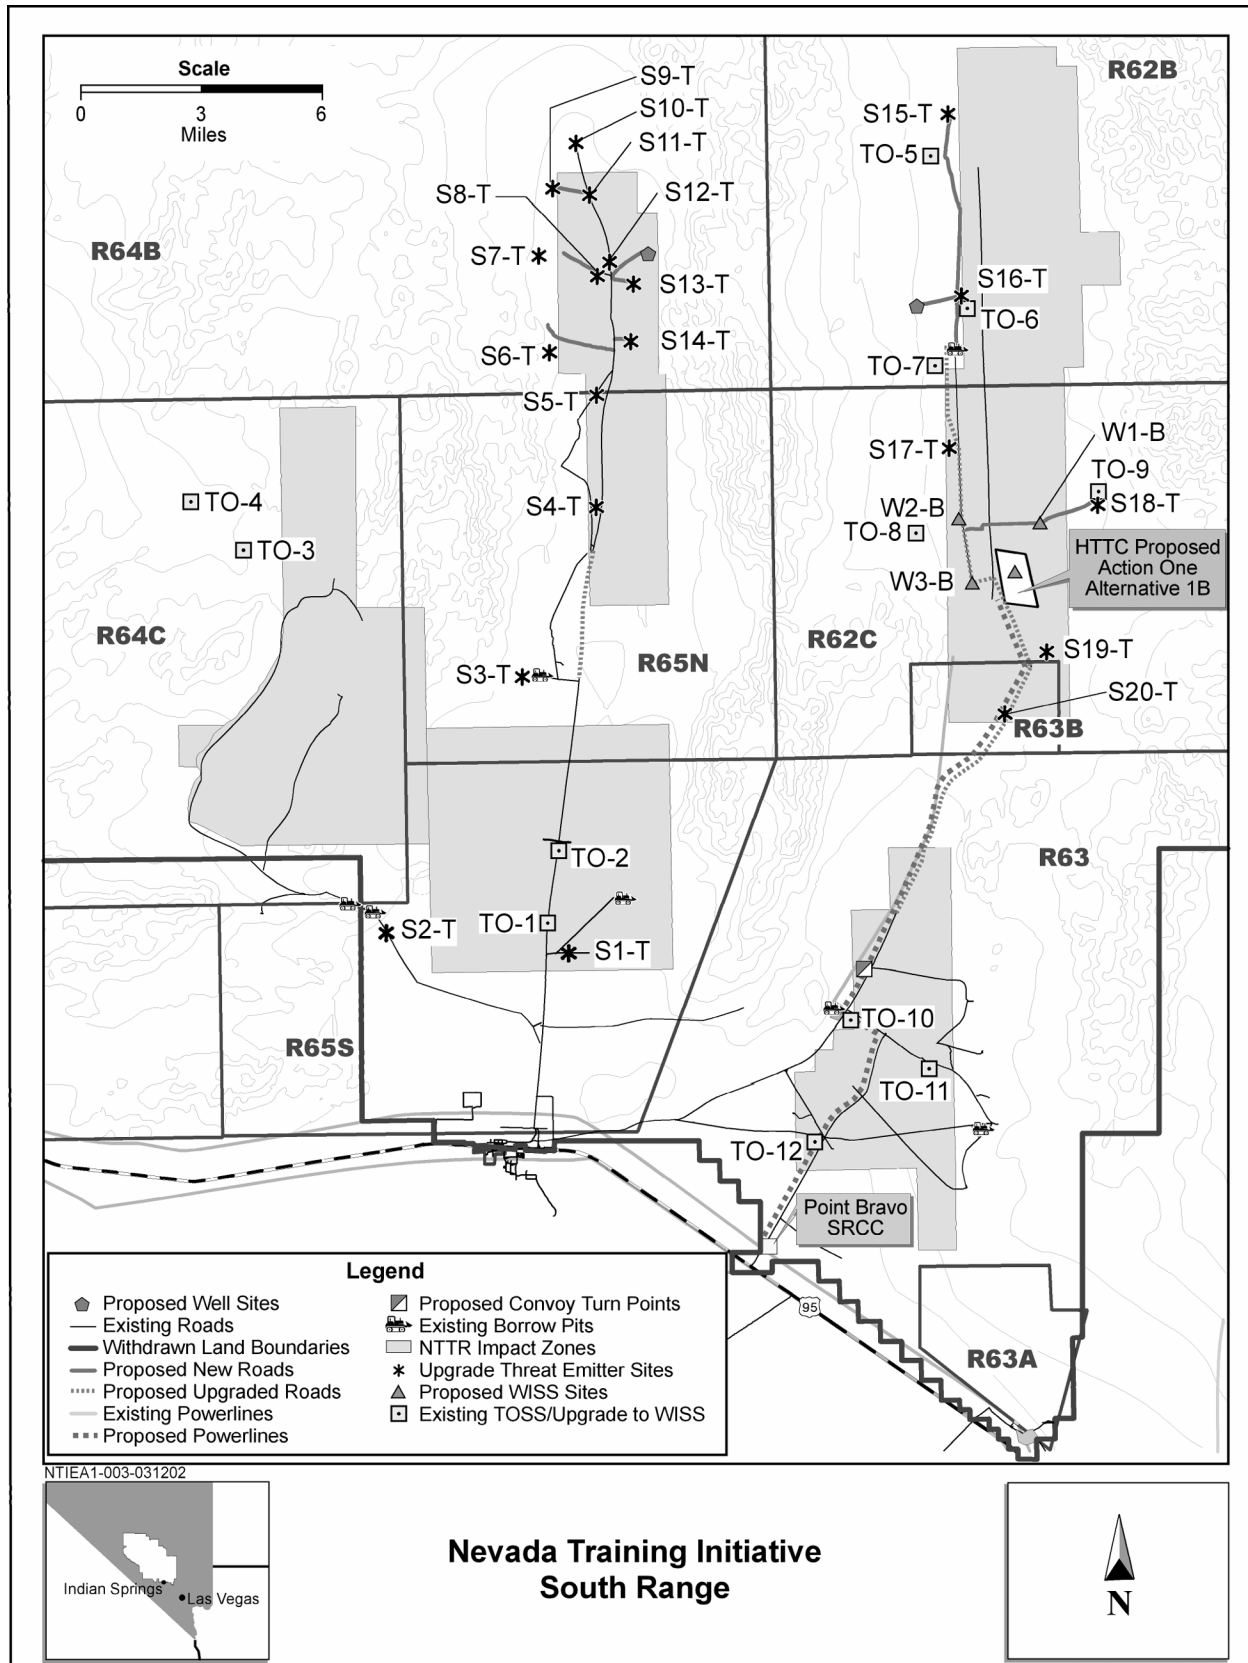 Scale
0
3
6
Miles
S9-T
S10-T
S11-T
S8-T
S12-T
R64B
S7-T
S13-T
S6-T
S14-T
S5-T
R62B
S15-T
TO-5
S16-T
TO-6
TO-7
S17-T
W1-B
TO-9
S18-T
W2-B
TO-8
HTTC Proposed
Action One
Alternative 1B
W3-B
TO-4
TO-3
S4-T
R64C
S3-T
R65N
R62C
S19-T
S20-T
R63B
TO-2
R63
TO-1
S2-T
S1-T
R65S
TO-10
TO-11
TO-12
Point Bravo
SRCC
95
R63A
Legend
Proposed Well Sites
Existing Roads
Withdrawn Land Boundaries
Proposed New Roads
Proposed Upgraded Roads
Existing Powerlines
Proposed Powerlines
Proposed Convoy Turn Points
Existing Borrow Pits
NTTR Impact Zones
Upgrade Threat Emitter Sites
Proposed WISS Sites
Existing TOSS/Upgrade to WISS
NTIEA1-003-031202
Indian Springs
Las Vegas
Nevada Training Initiative
South Range
N